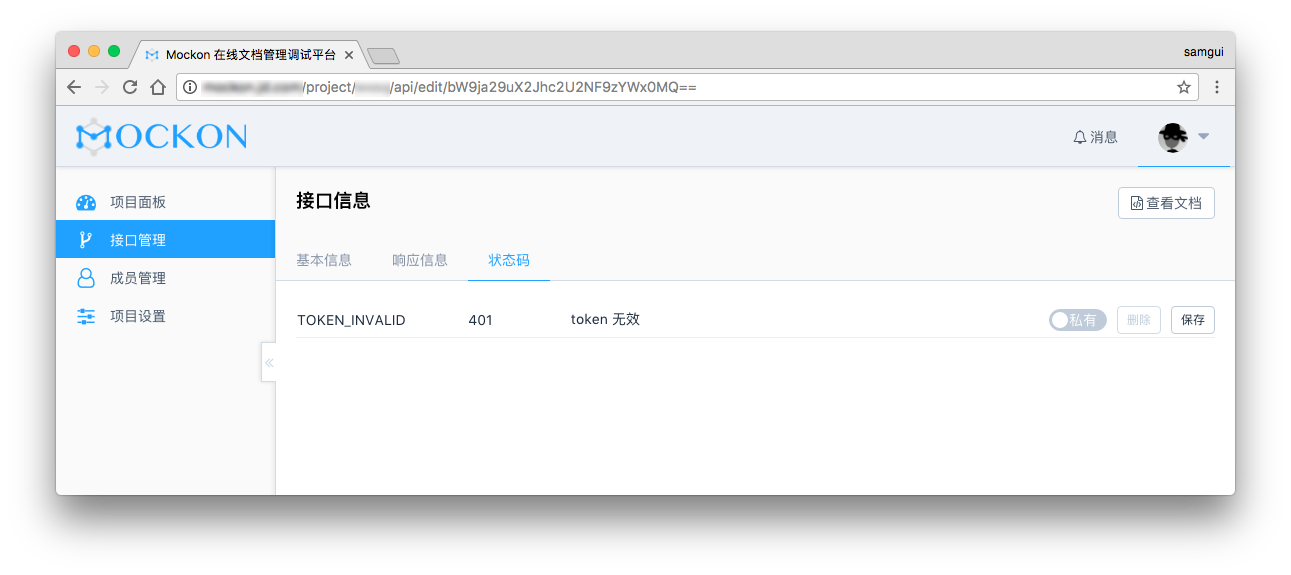 Mockon 在线文档管理调试平台
samgui
/project/ /api/edit/bW9ja29uX2Jhc2U2NF9zYWx0MQ==
MOCKON
消息
项目面板
接口管理
成员管理
项目设置
接口信息
查看文档
基本信息 响应信息 状态码
TOKEN_INVALID 401 token 无效 私有 删除 保存